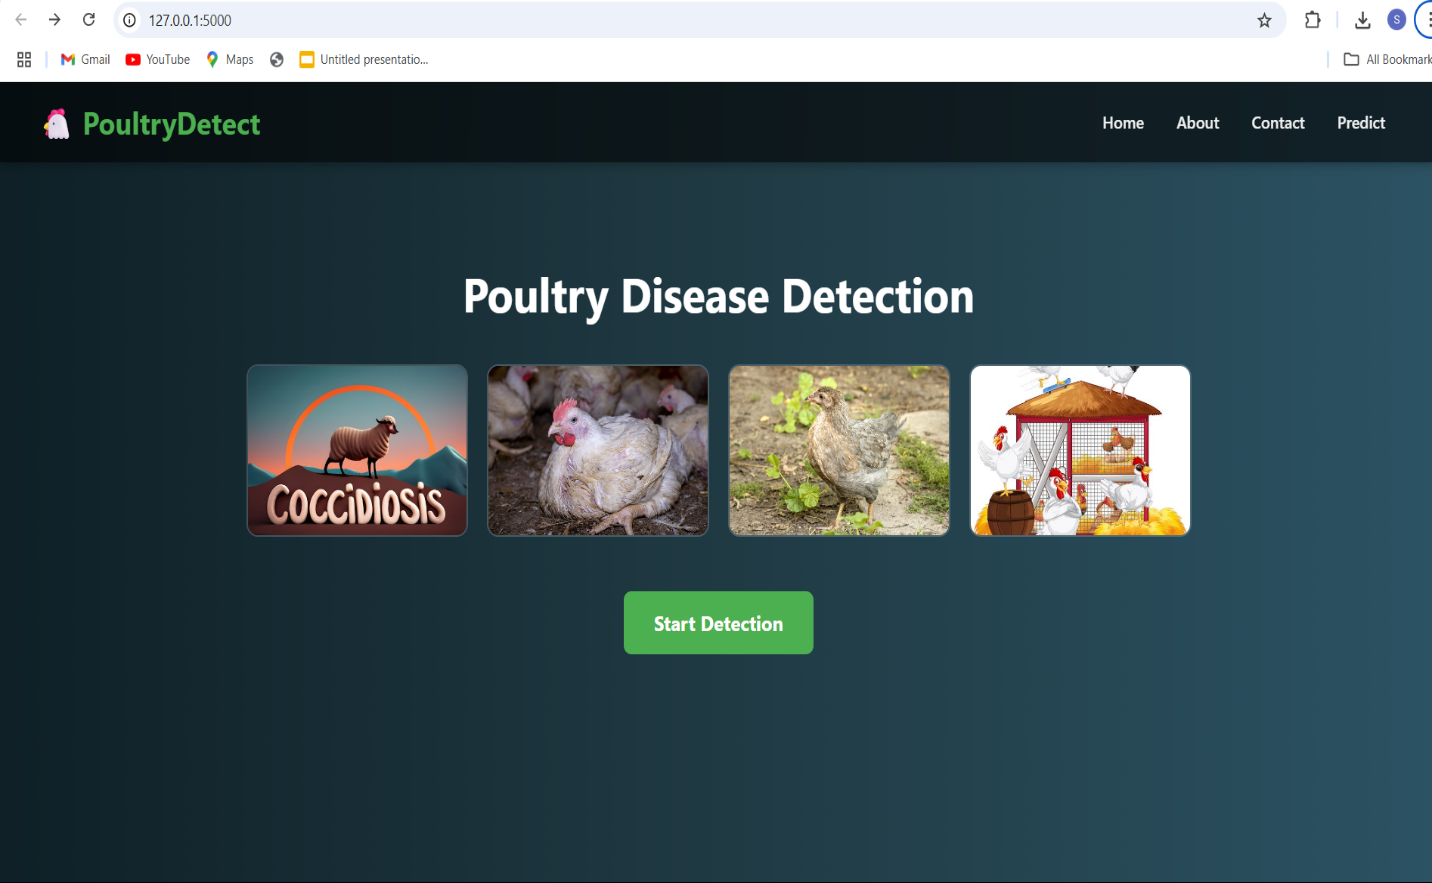 127.0.0.1:5000
S
Gmail
YouTube
Maps
Untitled presentatio...
All Bookmark
PoultryDetect
Home
About
Contact
Predict
Poultry Disease Detection
COCCiDiOSiS
Start Detection